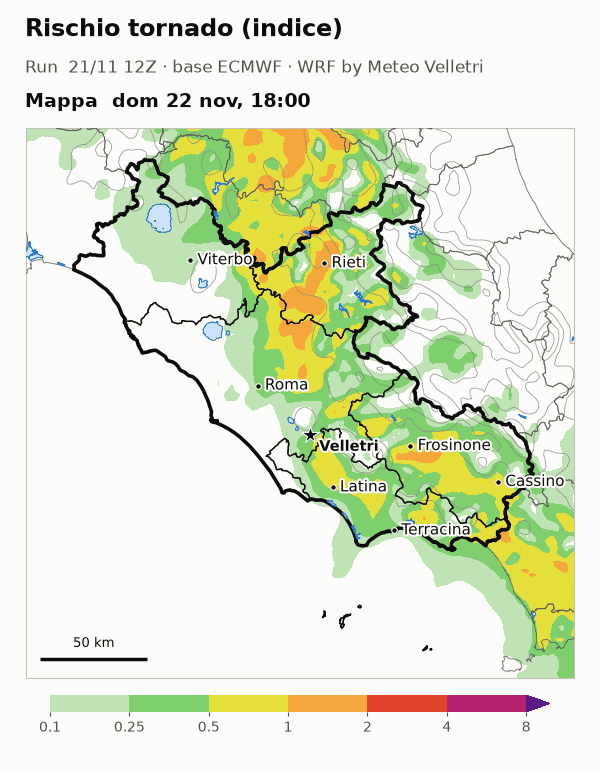 Rischio tornado (indice)
Run  21/11 12Z · base ECMWF · WRF by Meteo Velletri
Mappa  dom 22 nov, 18:00
Viterbo
Rieti
Roma
Velletri
Frosinone
Latina
Cassino
Terracina
50 km
0.1 0.25 0.5 1 2 4 8